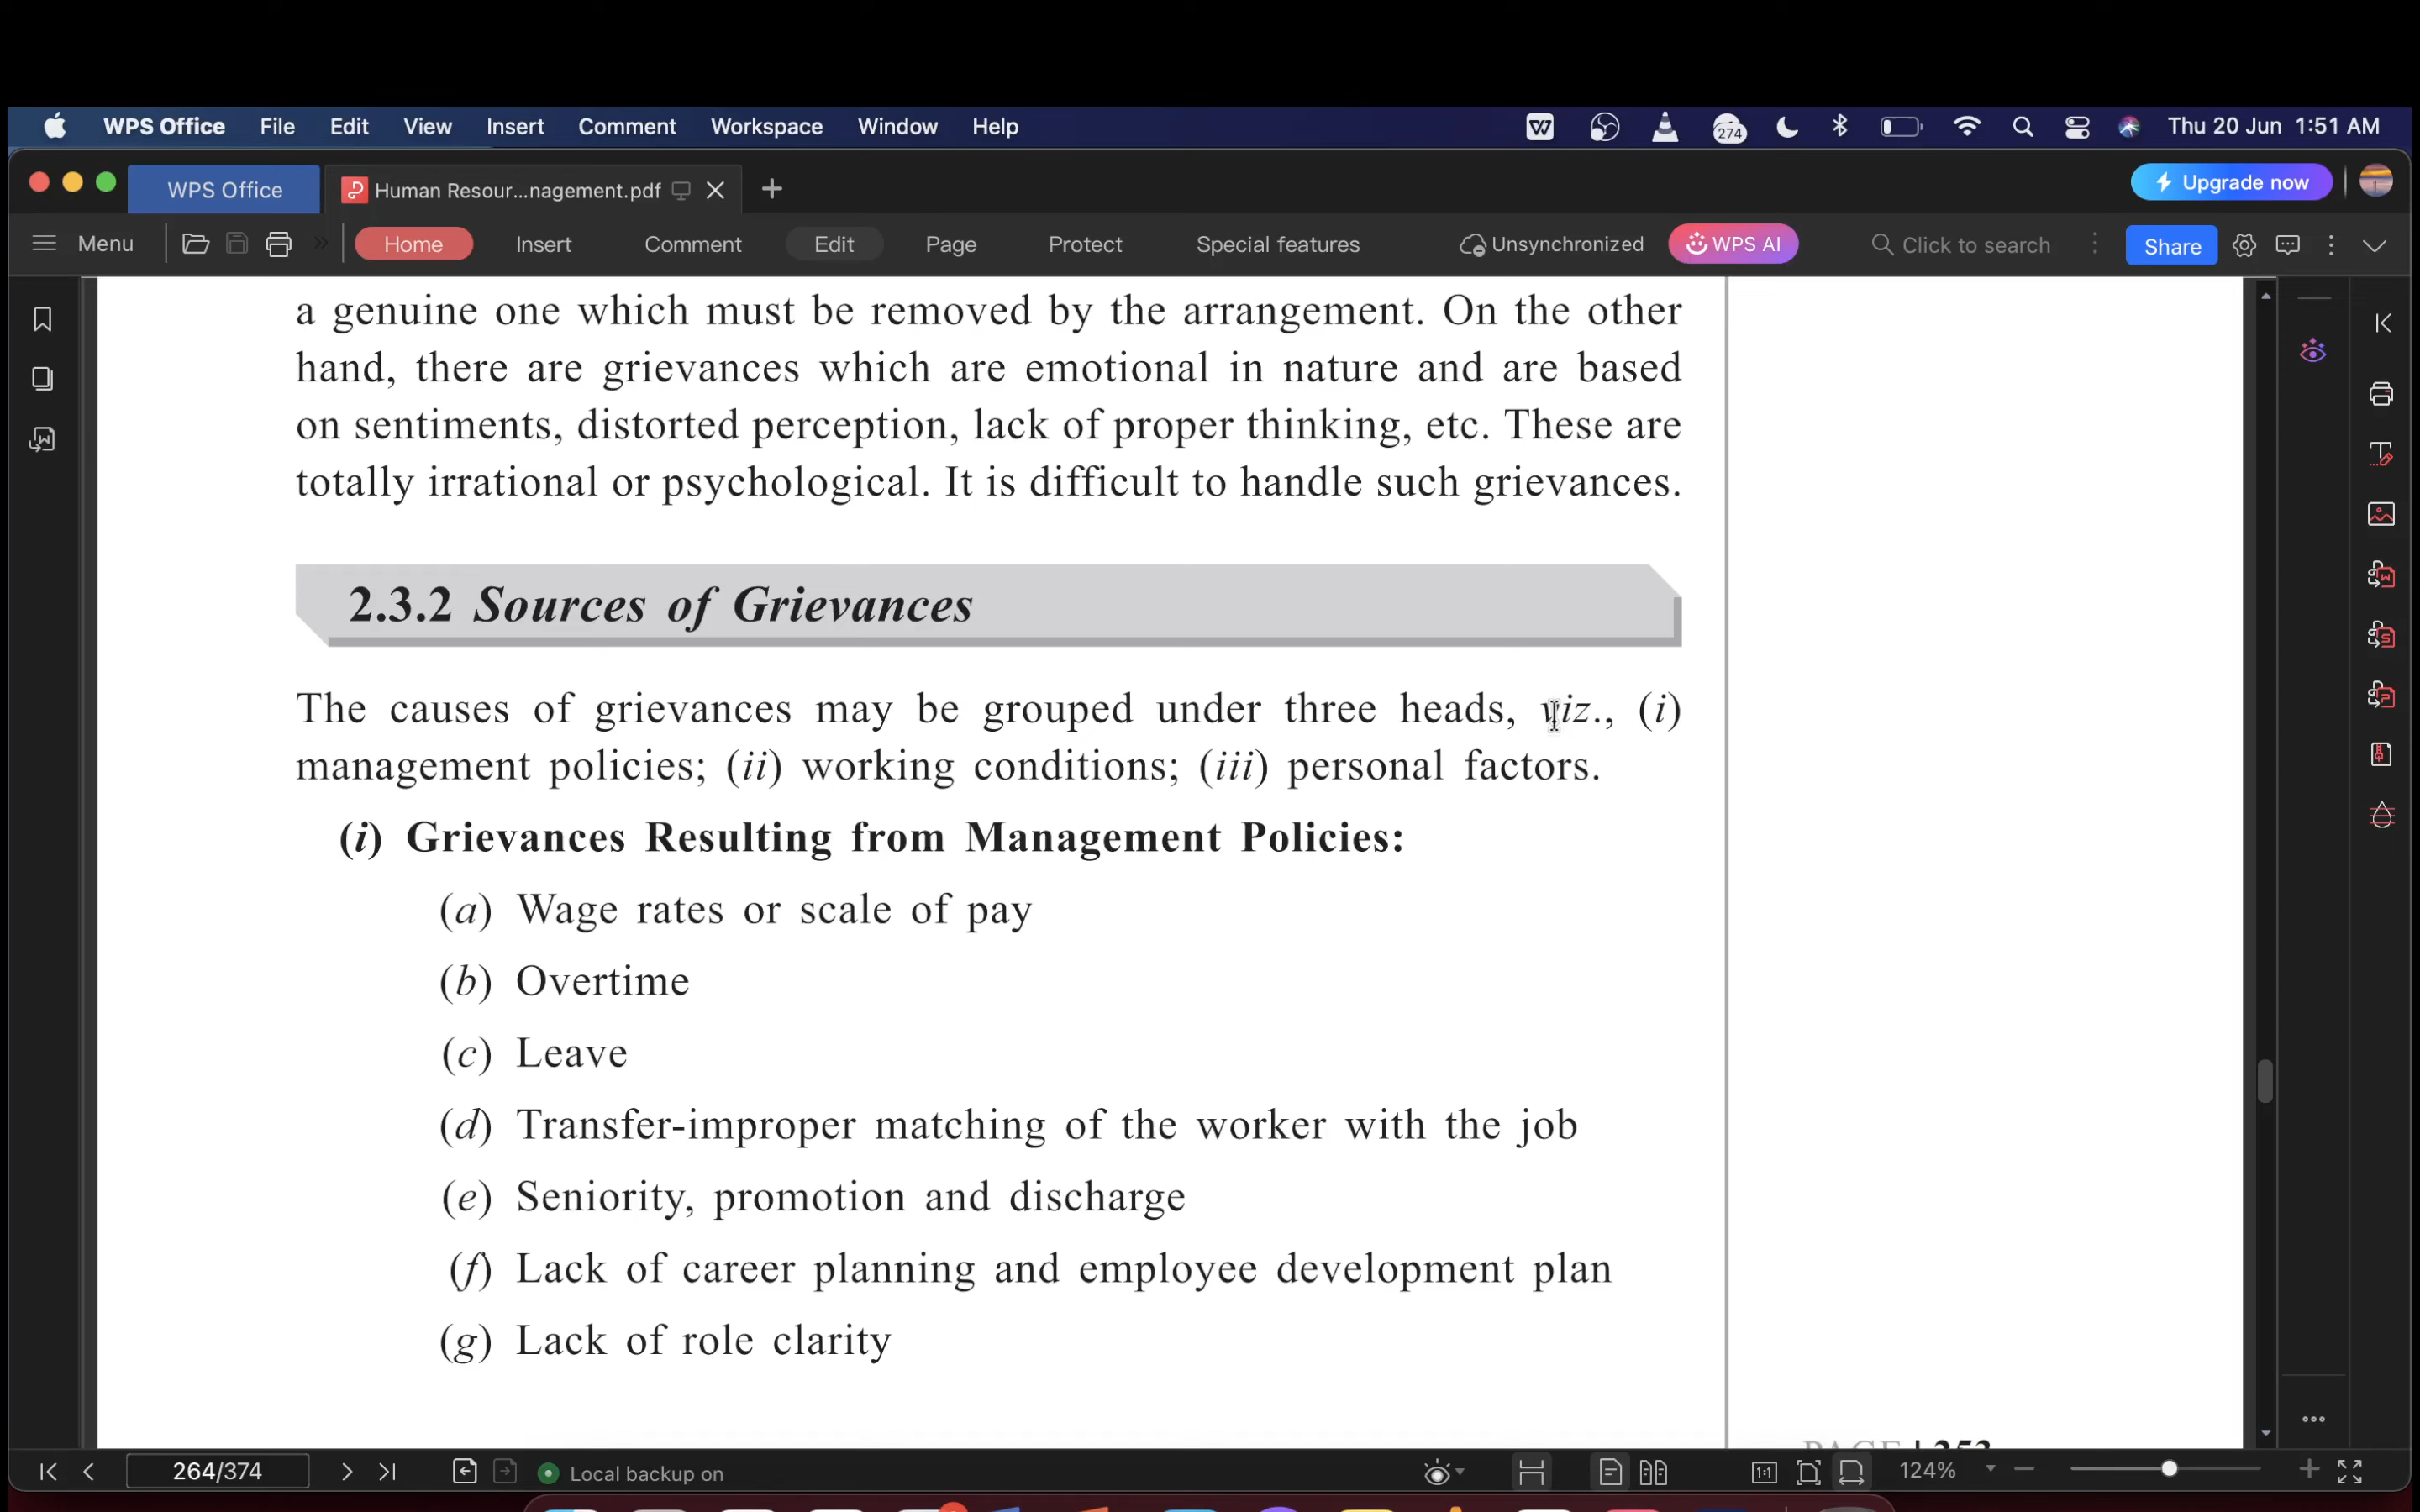 WPS Office File Edit View Insert Comment Workspace Window Help 274 Thu 20 Jun 1:51 AM
WPS Office Human Resour...nagement.pdf Upgrade now
Menu Home Insert Comment Edit Page Protect Special features Unsynchronized WPS AI Click to search Share
a genuine one which must be removed by the arrangement. On the other
hand, there are grievances which are emotional in nature and are based
on sentiments, distorted perception, lack of proper thinking, etc. These are
totally irrational or psychological. It is difficult to handle such grievances.
2.3.2 Sources of Grievances
The causes of grievances may be grouped under three heads, viz., (i)
management policies; (ii) working conditions; (iii) personal factors.
(i) Grievances Resulting from Management Policies:
(a) Wage rates or scale of pay
(b) Overtime
(c) Leave
(d) Transfer-improper matching of the worker with the job
(e) Seniority, promotion and discharge
(f) Lack of career planning and employee development plan
(g) Lack of role clarity
PAGE | 253
264/374 Local backup on 1:1 124%